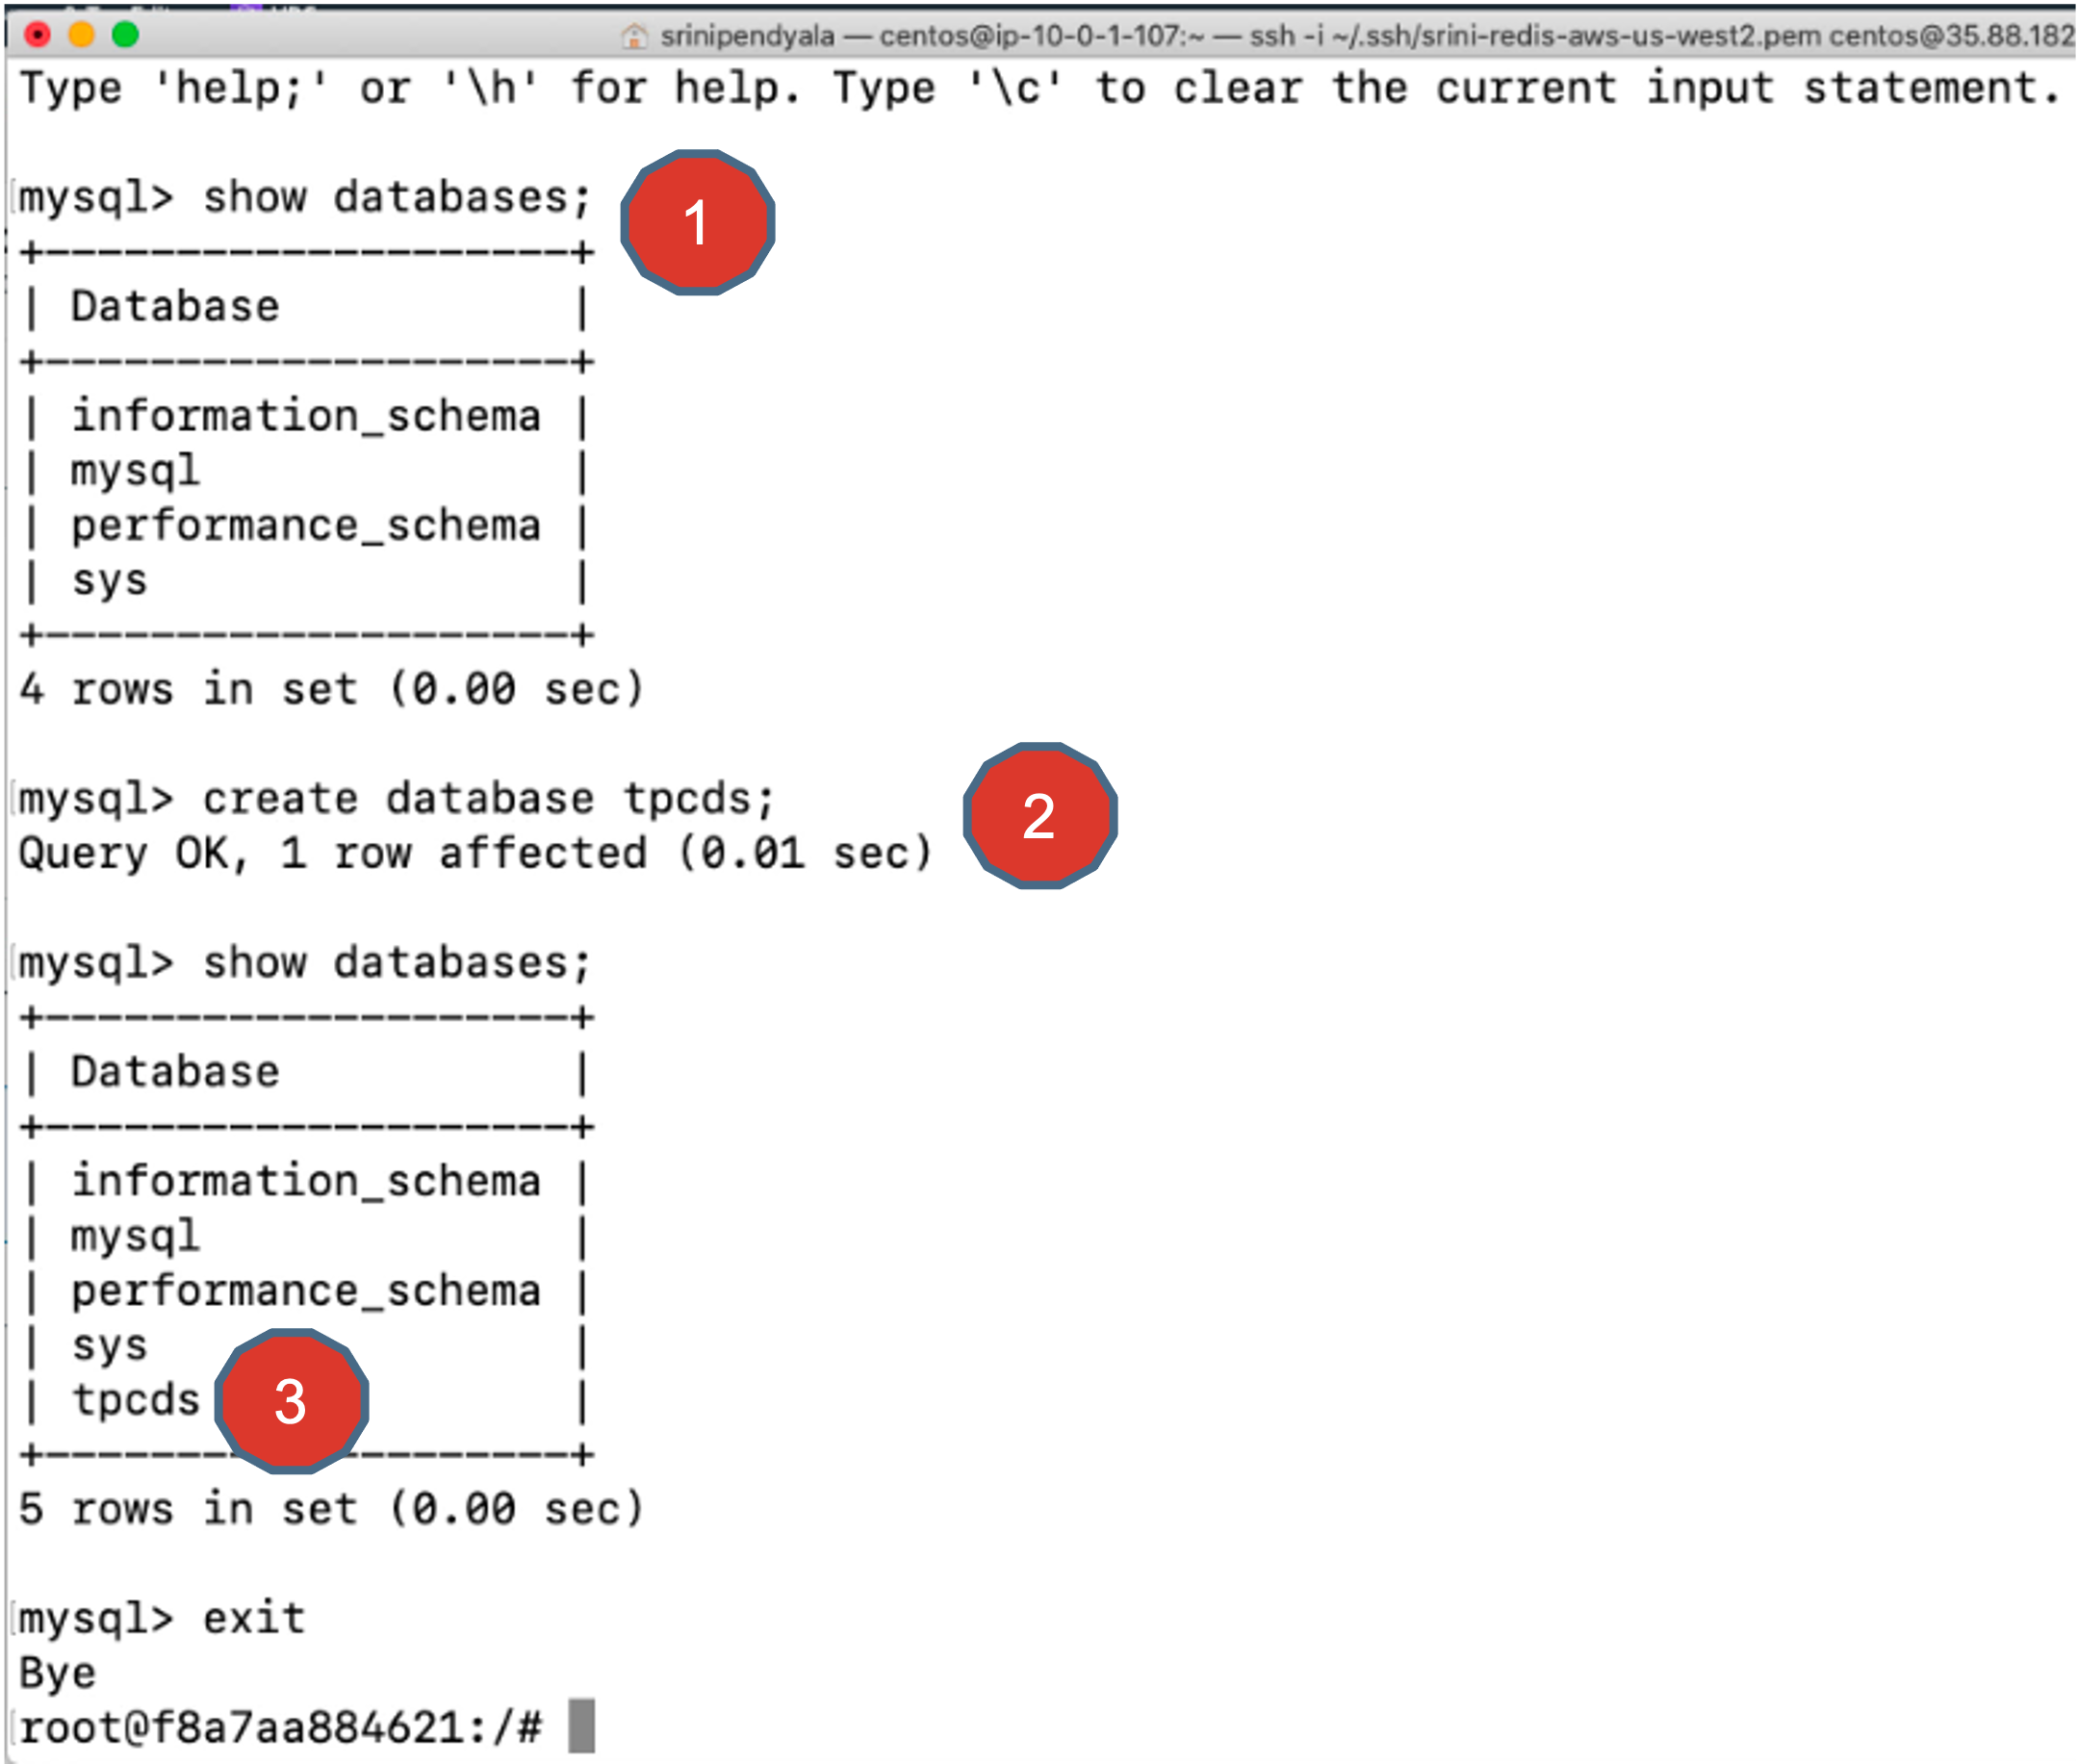 srinipendyala — centos@ip-10-0-1-107:~ — ssh -i ~/.ssh/srini-redis-aws-us-west2.pem centos@35.88.182
Type 'help;' or '\h' for help. Type '\c' to clear the current input statement.
mysql> show databases;
1
+--------------------+
| Database           |
+--------------------+
| information_schema |
| mysql              |
| performance_schema |
| sys                |
+--------------------+
4 rows in set (0.00 sec)
mysql> create database tpcds;
2
Query OK, 1 row affected (0.01 sec)
mysql> show databases;
+--------------------+
| Database           |
+--------------------+
| information_schema |
| mysql              |
| performance_schema |
| sys                |
| tpcds              |
3
+--------------------+
5 rows in set (0.00 sec)
mysql> exit
Bye
root@f8a7aa884621:/#